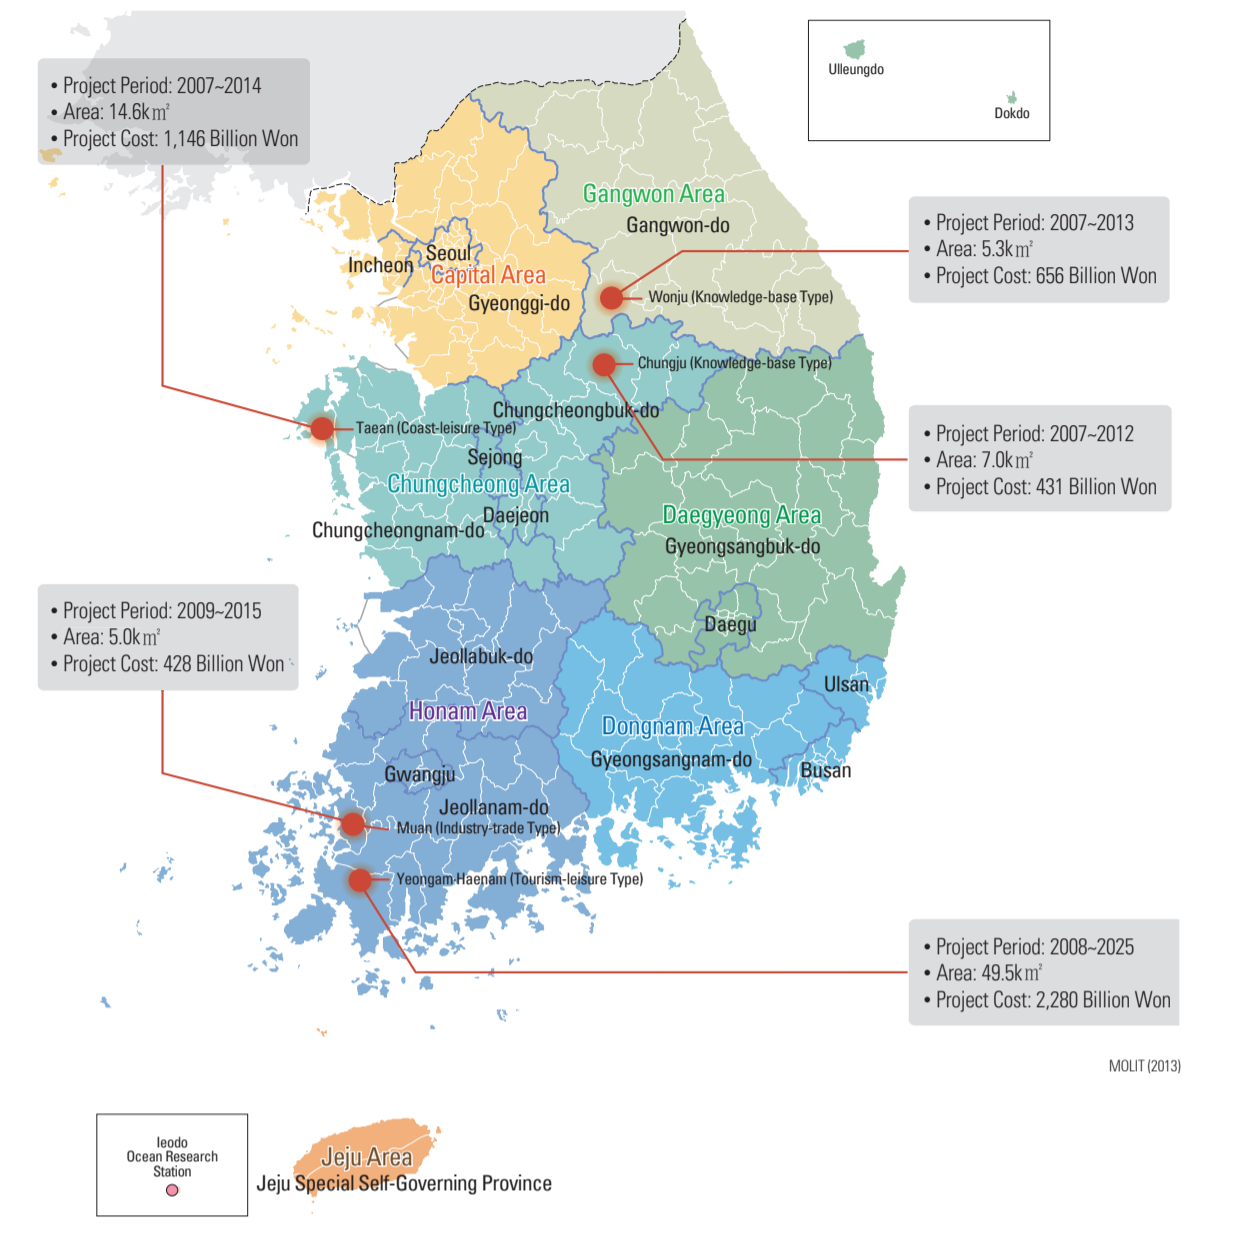 Ulleungdo
Dokdo
• Project Period: 2007~2014
• Area: 14.6k㎡
• Project Cost: 1,146 Billion Won
Gangwon Area
Gangwon-do
• Project Period: 2007~2013
• Area: 5.3k㎡
• Project Cost: 656 Billion Won
Seoul
Incheon
Capital Area
Gyeonggi-do
Wonju (Knowledge-base Type)
Chungju (Knowledge-base Type)
Chungcheongbuk-do
Taean (Coast-leisure Type)
Sejong
Chungcheong Area
Daejeon
Chungcheongnam-do
• Project Period: 2007~2012
• Area: 7.0k㎡
• Project Cost: 431 Billion Won
Daegyeong Area
Gyeongsangbuk-do
Daegu
• Project Period: 2009~2015
• Area: 5.0k㎡
• Project Cost: 428 Billion Won
Jeollabuk-do
Honam Area
Ulsan
Dongnam Area
Gyeongsangnam-do
Busan
Gwangju
Jeollanam-do
Muan (Industry-trade Type)
Yeongam·Haenam (Tourism-leisure Type)
• Project Period: 2008~2025
• Area: 49.5k㎡
• Project Cost: 2,280 Billion Won
MOLIT (2013)
Ieodo
Ocean Research
Station
Jeju Area
Jeju Special Self-Governing Province